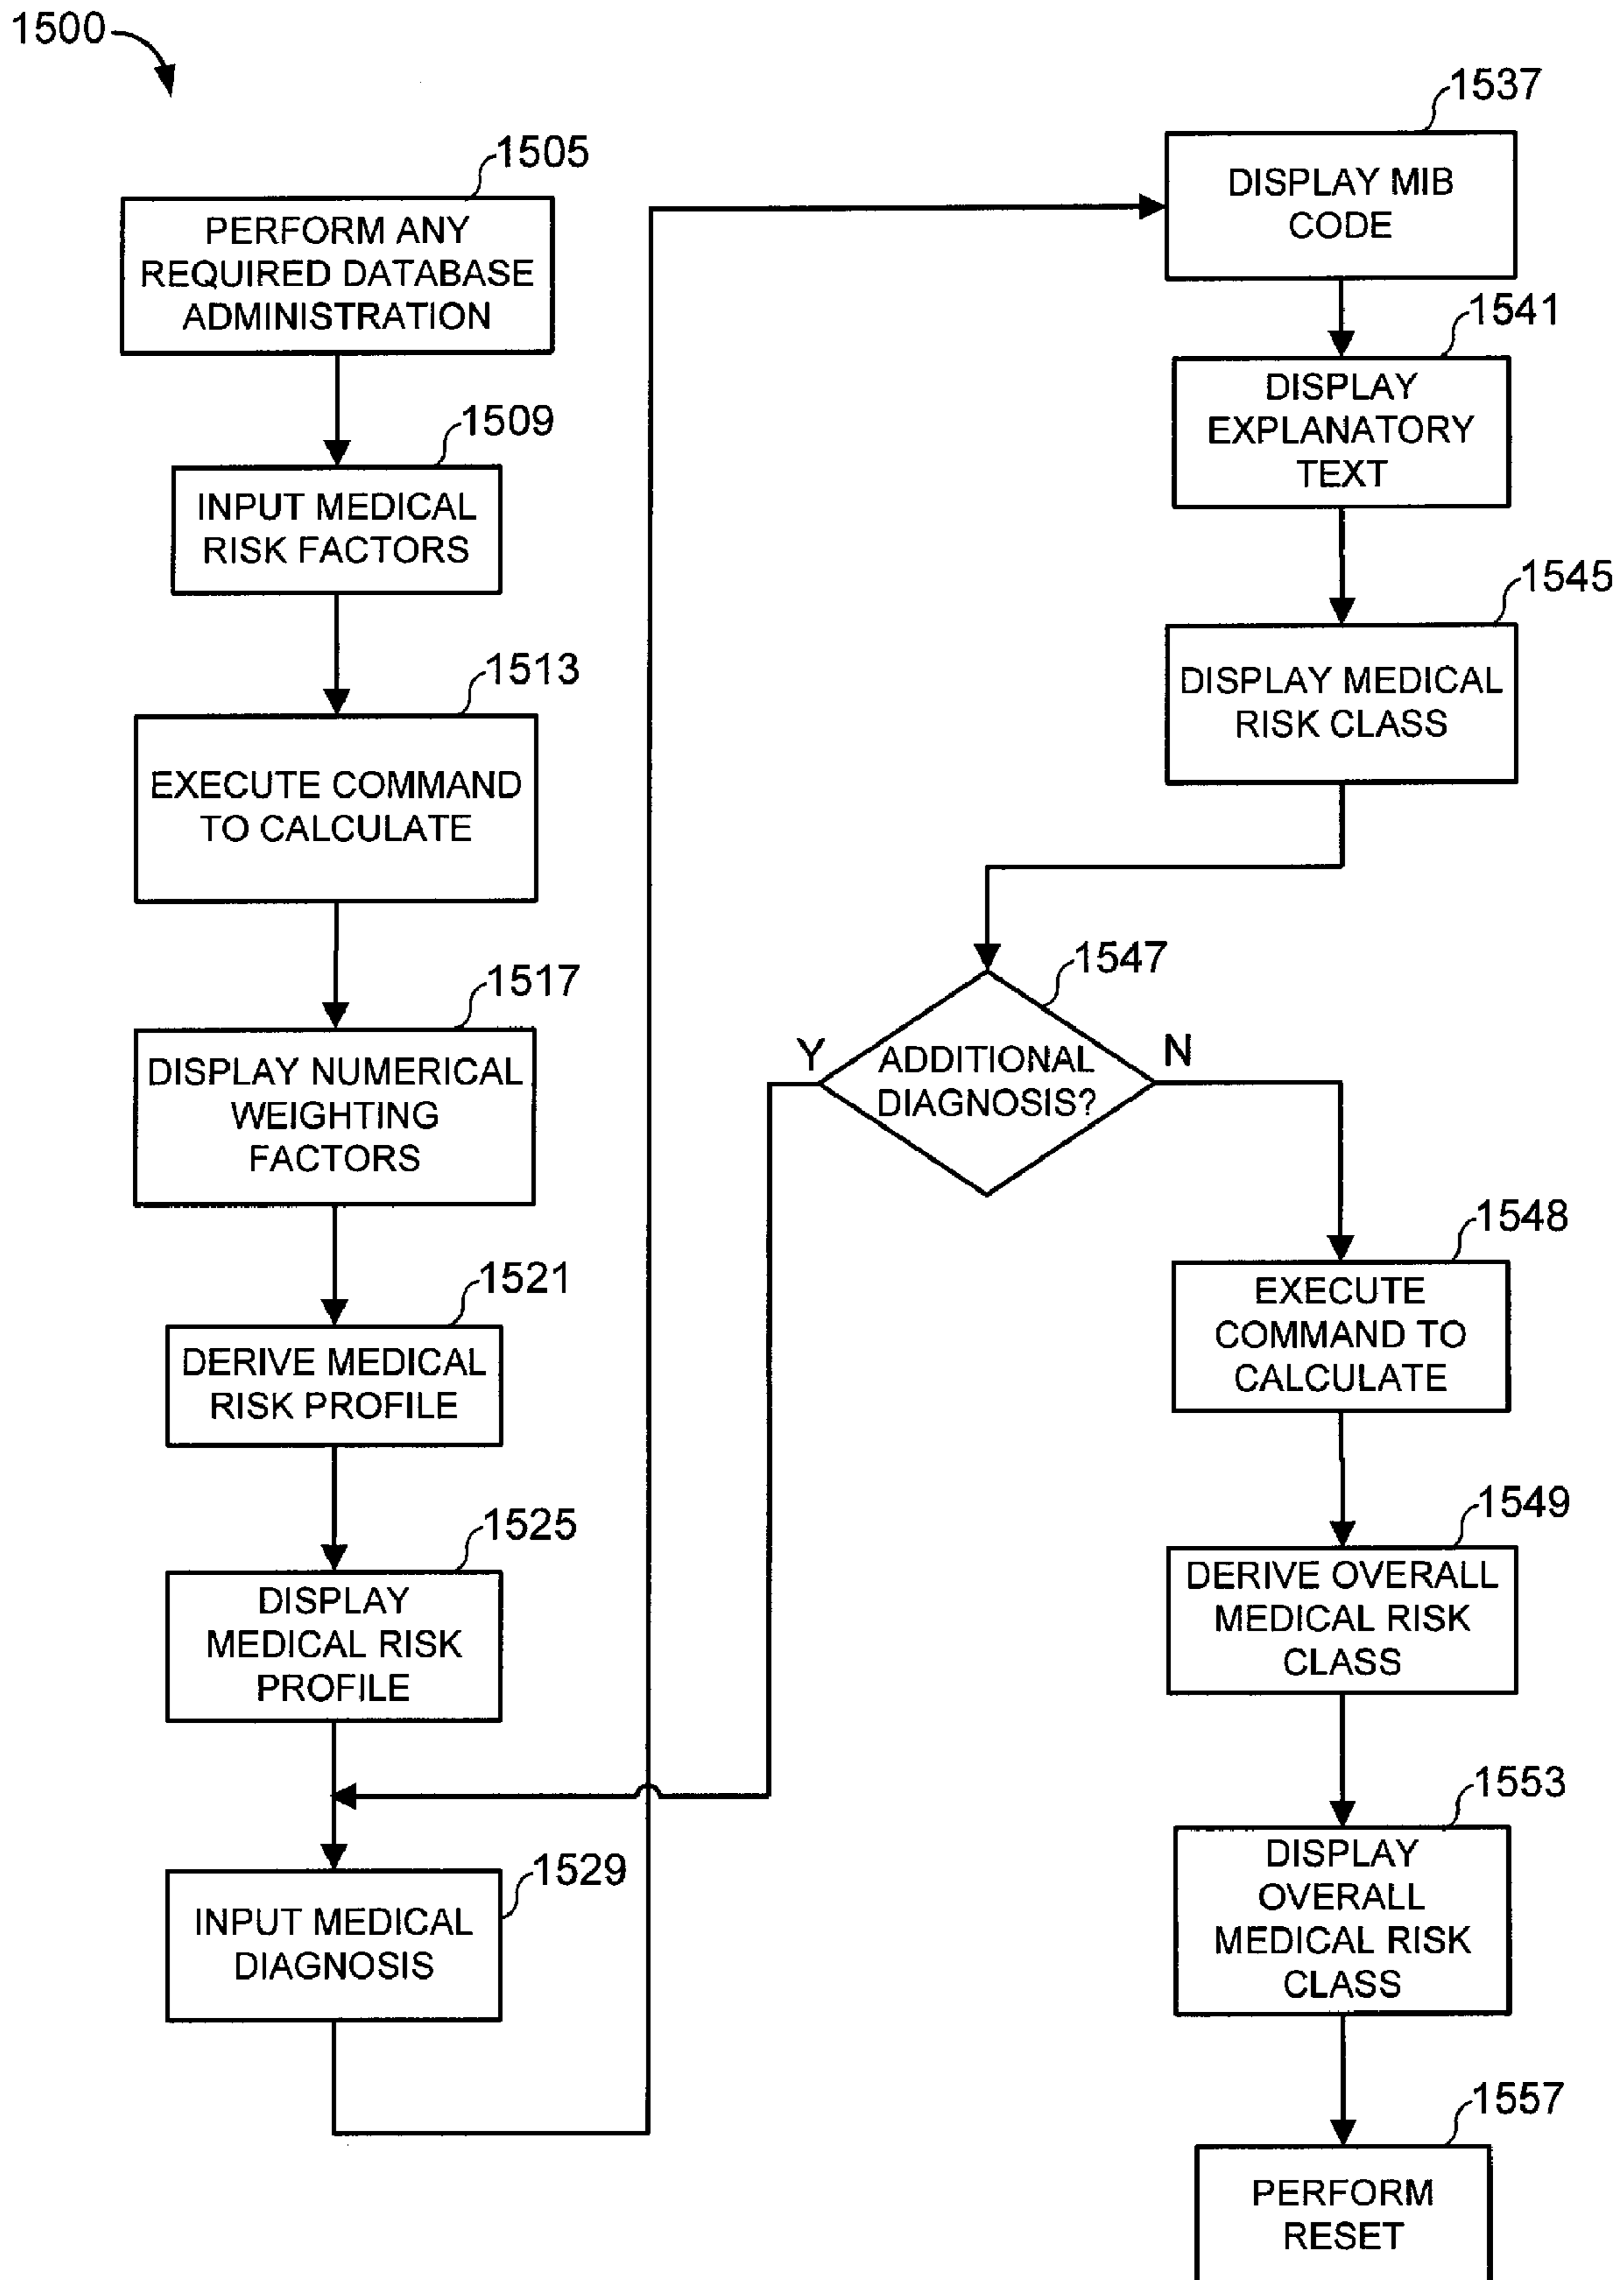 1500
1505
PERFORM ANY
REQUIRED DATABASE
ADMINISTRATION
1509
INPUT MEDICAL
RISK FACTORS
1513
EXECUTE COMMAND
TO CALCULATE
1517
DISPLAY NUMERICAL
WEIGHTING
FACTORS
1521
DERIVE MEDICAL
RISK PROFILE
1525
DISPLAY
MEDICAL RISK
PROFILE
1529
INPUT MEDICAL
DIAGNOSIS
1537
DISPLAY MIB
CODE
1541
DISPLAY
EXPLANATORY
TEXT
1545
DISPLAY MEDICAL
RISK CLASS
1547
Y
ADDITIONAL
DIAGNOSIS?
N
1548
EXECUTE
COMMAND TO
CALCULATE
1549
DERIVE OVERALL
MEDICAL RISK
CLASS
1553
DISPLAY
OVERALL
MEDICAL RISK
CLASS
1557
PERFORM
RESET